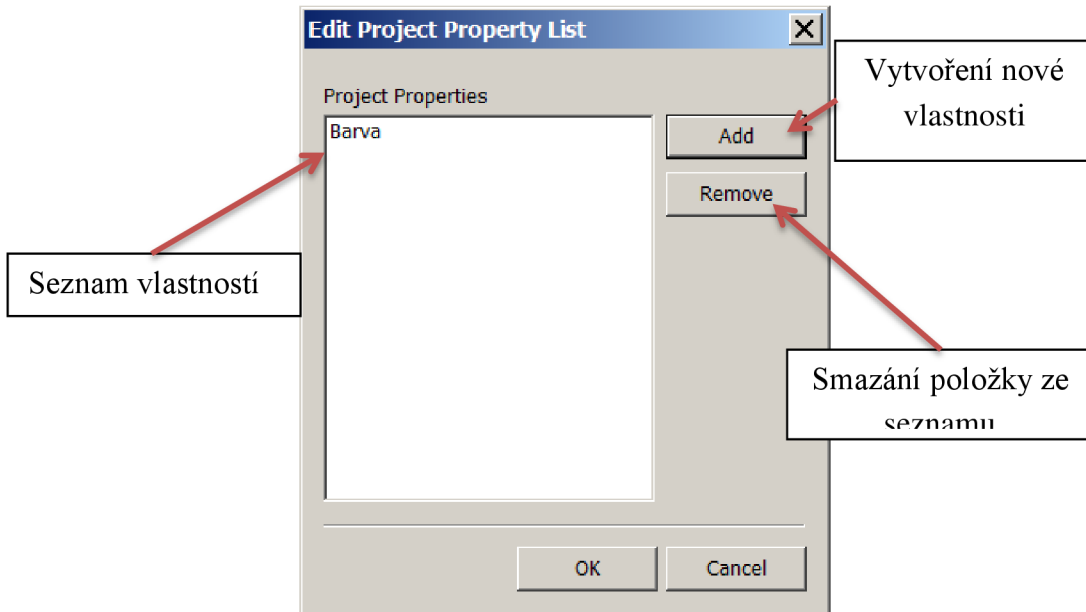 Edit Project Property List
Vytvoření nové
vlastnosti
Project Properties
Barva
Add
Remove
Seznam vlastností
Smazání položky ze
seznamu
OK
Cancel